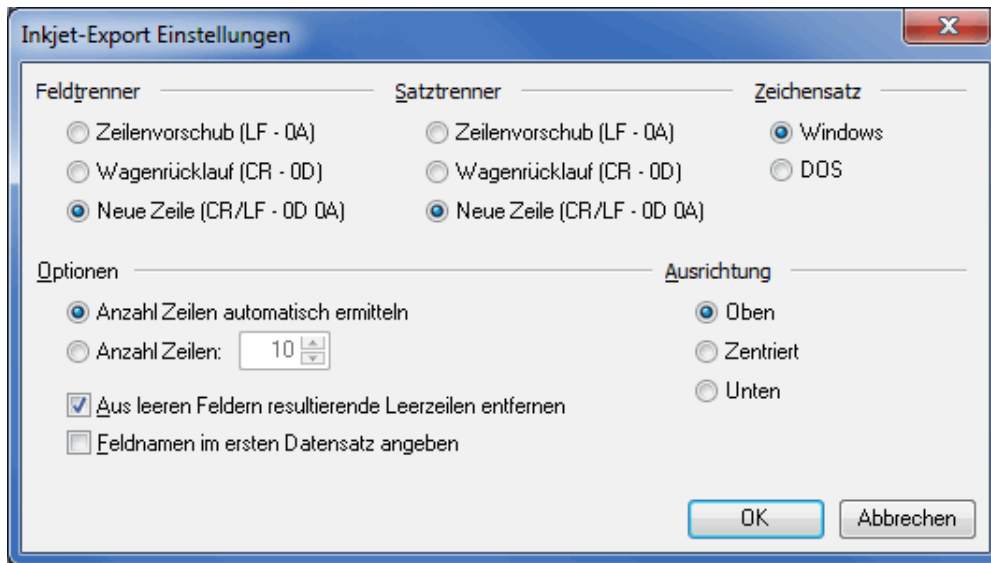 Inkjet-Export Einstellungen
Feldtrenner
Zeilenvorschub (LF - 0A)
Wagenrücklauf (CR - 0D)
Neue Zeile (CR/LF - 0D 0A)
Satztrenner
Zeilenvorschub (LF - 0A)
Wagenrücklauf (CR - 0D)
Neue Zeile (CR/LF - 0D 0A)
Zeichensatz
Windows
DOS
Optionen
Anzahl Zeilen automatisch ermitteln
Anzahl Zeilen: 10
Aus leeren Feldern resultierende Leerzeilen entfernen
Feldnamen im ersten Datensatz angeben
Ausrichtung
Oben
Zentriert
Unten
OK Abbrechen